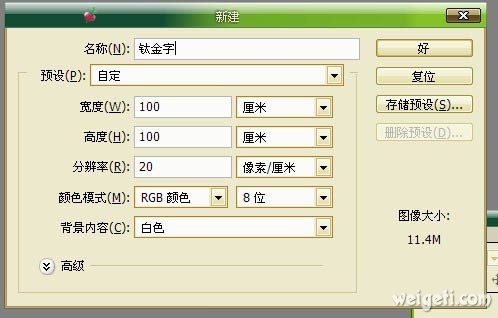 新建
名称(N): 钛金字 好
预设(P): 自定 复位
宽度(W): 100 厘米 存储预设(S)...
高度(H): 100 厘米 删除预设(D)...
分辨率(R): 20 像素/厘米
颜色模式(M): RGB 颜色 8 位
图像大小:
背景内容(C): 白色
11.4M
高级
weigeti.com